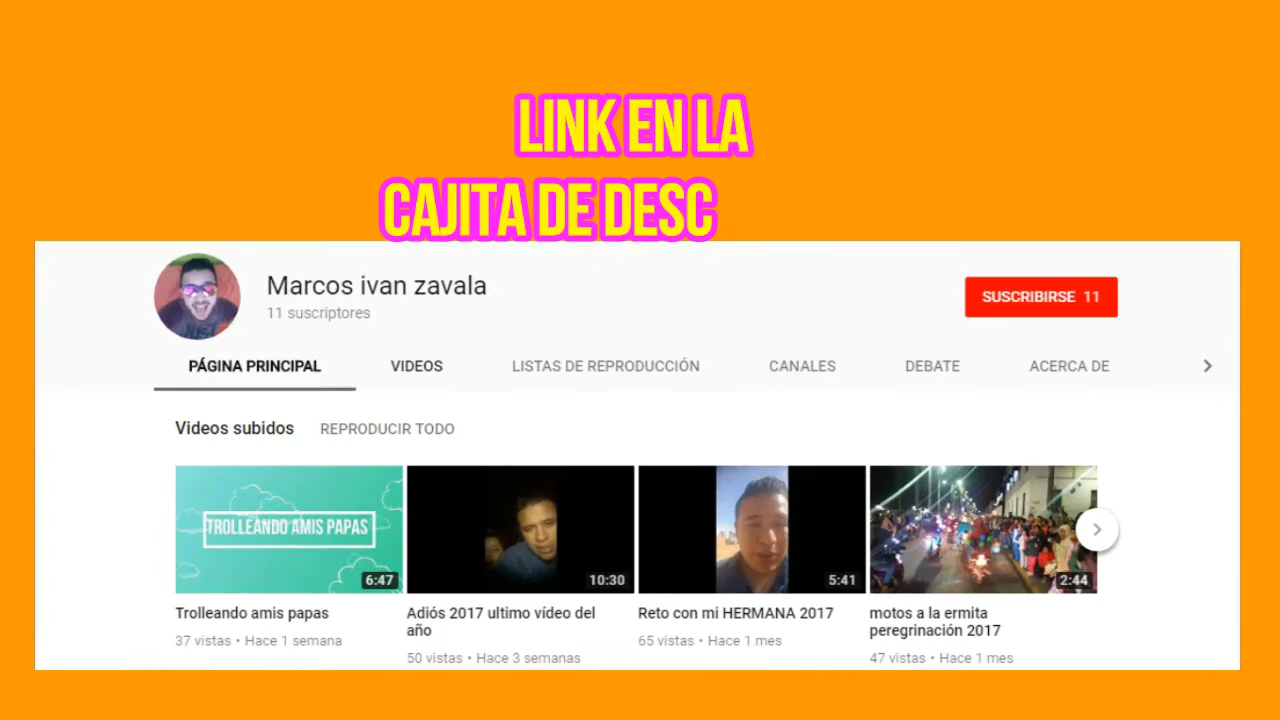 LINK EN LA
CAJITA DE DESC
Marcos ivan zavala
11 suscriptores
SUSCRIBIRSE 11
PÁGINA PRINCIPAL VIDEOS LISTAS DE REPRODUCCIÓN CANALES DEBATE ACERCA DE
Videos subidos REPRODUCIR TODO
TROLLEANDO AMIS PAPAS
6:47
10:30
5:41
2:44
Trolleando amis papas
37 vistas • Hace 1 semana
Adiós 2017 ultimo vídeo del
año
50 vistas • Hace 3 semanas
Reto con mi HERMANA 2017
65 vistas • Hace 1 mes
motos a la ermita
peregrinación 2017
47 vistas • Hace 1 mes